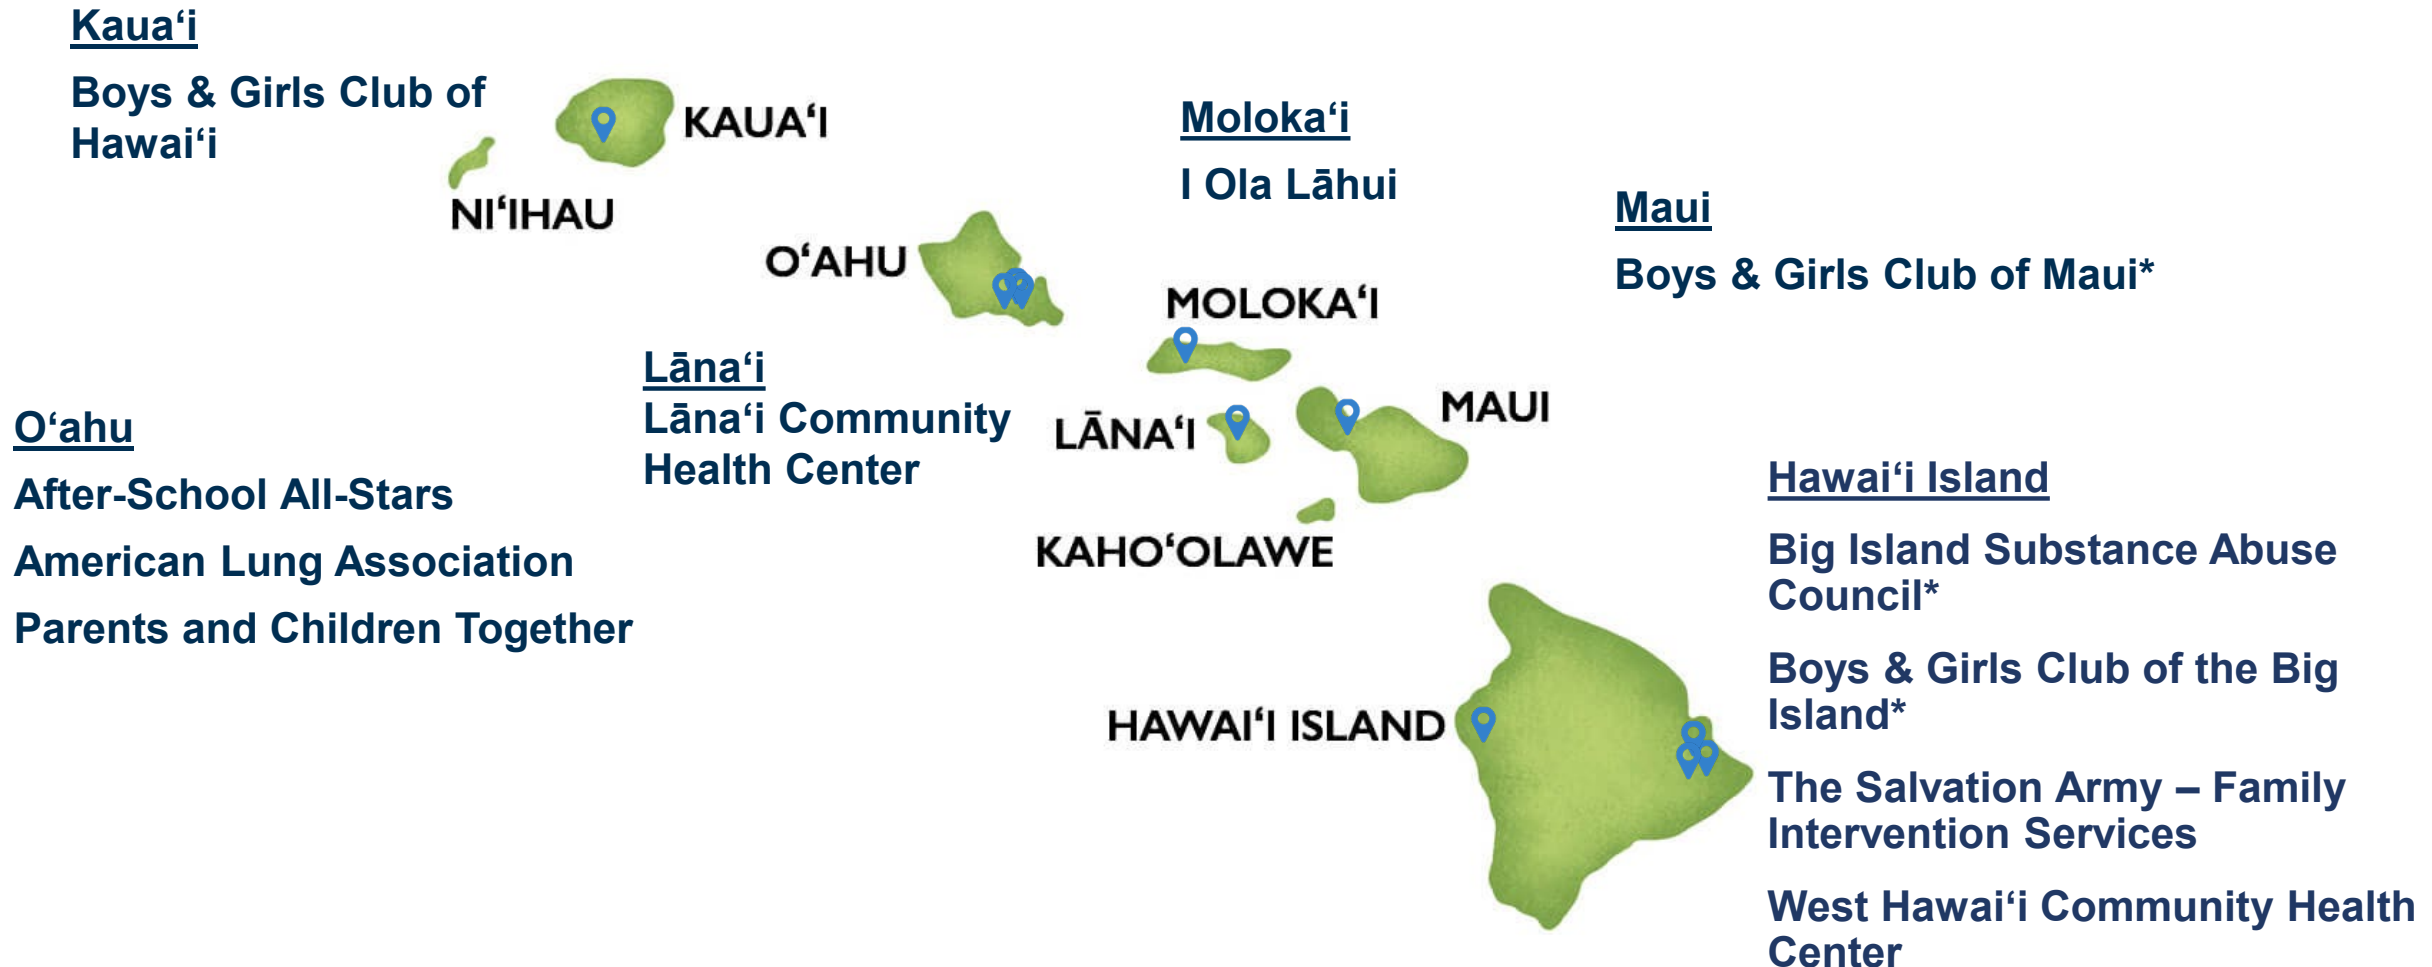 Kaua‘i
Boys & Girls Club of
Hawai‘i
KAUA‘I
NI‘IHAU
Moloka‘i
I Ola Lāhui
Maui
Boys & Girls Club of Maui*
O‘AHU
MOLOKA‘I
Lāna‘i
Lāna‘i Community
Health Center
LĀNA‘I
MAUI
KAHO‘OLAWE
O‘ahu
After-School All-Stars
American Lung Association
Parents and Children Together
HAWAI‘I ISLAND
Hawai‘i Island
Big Island Substance Abuse
Council*
Boys & Girls Club of the Big
Island*
The Salvation Army – Family
Intervention Services
West Hawai‘i Community Health
Center